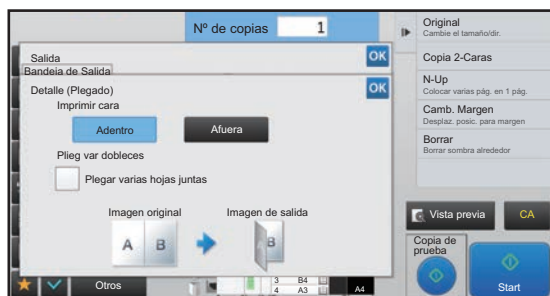 Nº de copias 1
Salida
OK
Bandeja de Salida
Detalle (Plegado)
OK
Imprimir cara
Adentro
Afuera
Plieg var dobleces
Plegar varias hojas juntas
Imagen original
Imagen de salida
A B
A B
Otros
3 B4
4 A3
A4
Original
Cambie el tamaño/dir.
Copia 2-Caras
N-Up
Colocar varias pág. en 1 pág.
Camb. Margen
Desplaz. posic. para margen
Borrar
Borrar sombra alrededor
Vista previa
CA
Copia de
prueba
Start